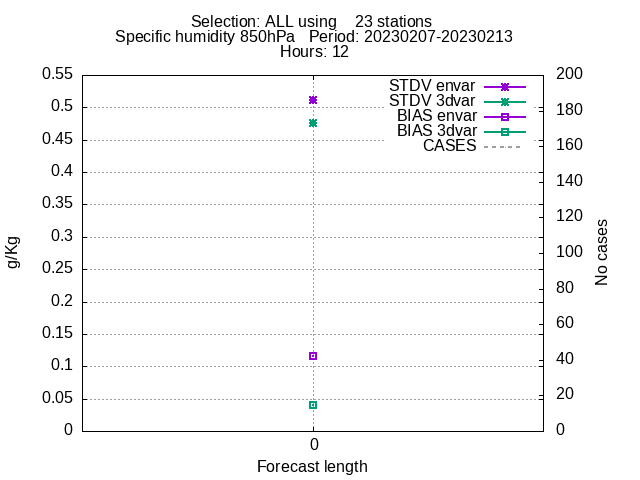 Selection: ALL using    23 stations
Specific humidity 850hPa   Period: 20230207-20230213
Hours: 12
STDV envar
STDV 3dvar
BIAS envar
BIAS 3dvar
CASES
g/Kg
0.55
0.5
0.45
0.4
0.35
0.3
0.25
0.2
0.15
0.1
0.05
0
200
180
160
140
120
100
80
60
40
20
0
No cases
0
Forecast length